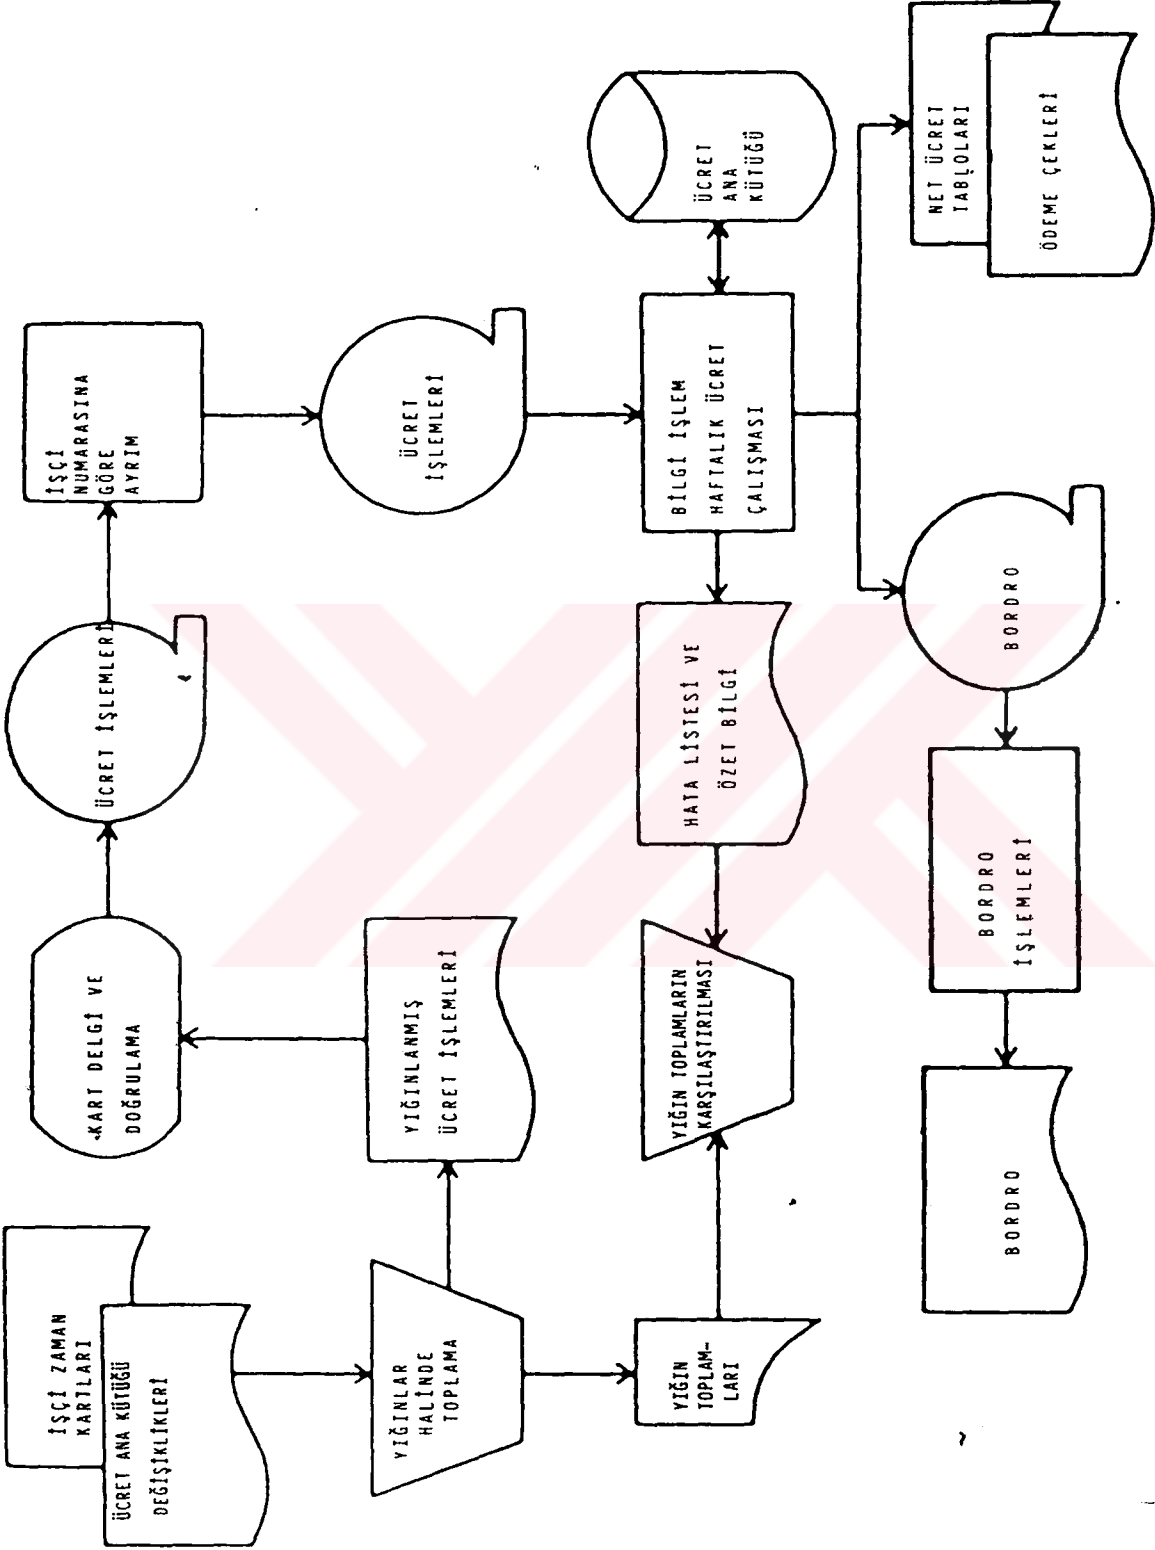 İŞÇİ ZAMAN
KARTLARI
ÜCRET ANA KÜTÜĞÜ
DEĞİŞİKLİKLERİ
YIĞINLAR
HALİNDE
TOPLAMA
YIĞIN
TOPLAM-
LARI
KART DELGİ VE
DOĞRULAMA
YIĞINLANMIŞ
ÜCRET İŞLEMLERİ
YIĞIN TOPLAMLARIN
KARŞILAŞTIRILMASI
BORDRO
ÜCRET İŞLEMLERİ
HATA LİSTESİ VE
ÖZET BİLGİ
BORDRO
İŞLEMLERİ
İŞÇİ
NUMARASINA
GÖRE
AYRIM
ÜCRET
İŞLEMLERİ
BİLGİ İŞLEM
HAFTALIK ÜCRET
ÇALIŞMASI
BORDRO
ÜCRET
ANA
KÜTÜĞÜ
NET ÜCRET
TABLOLARI
ÖDEME ÇEKLERİ